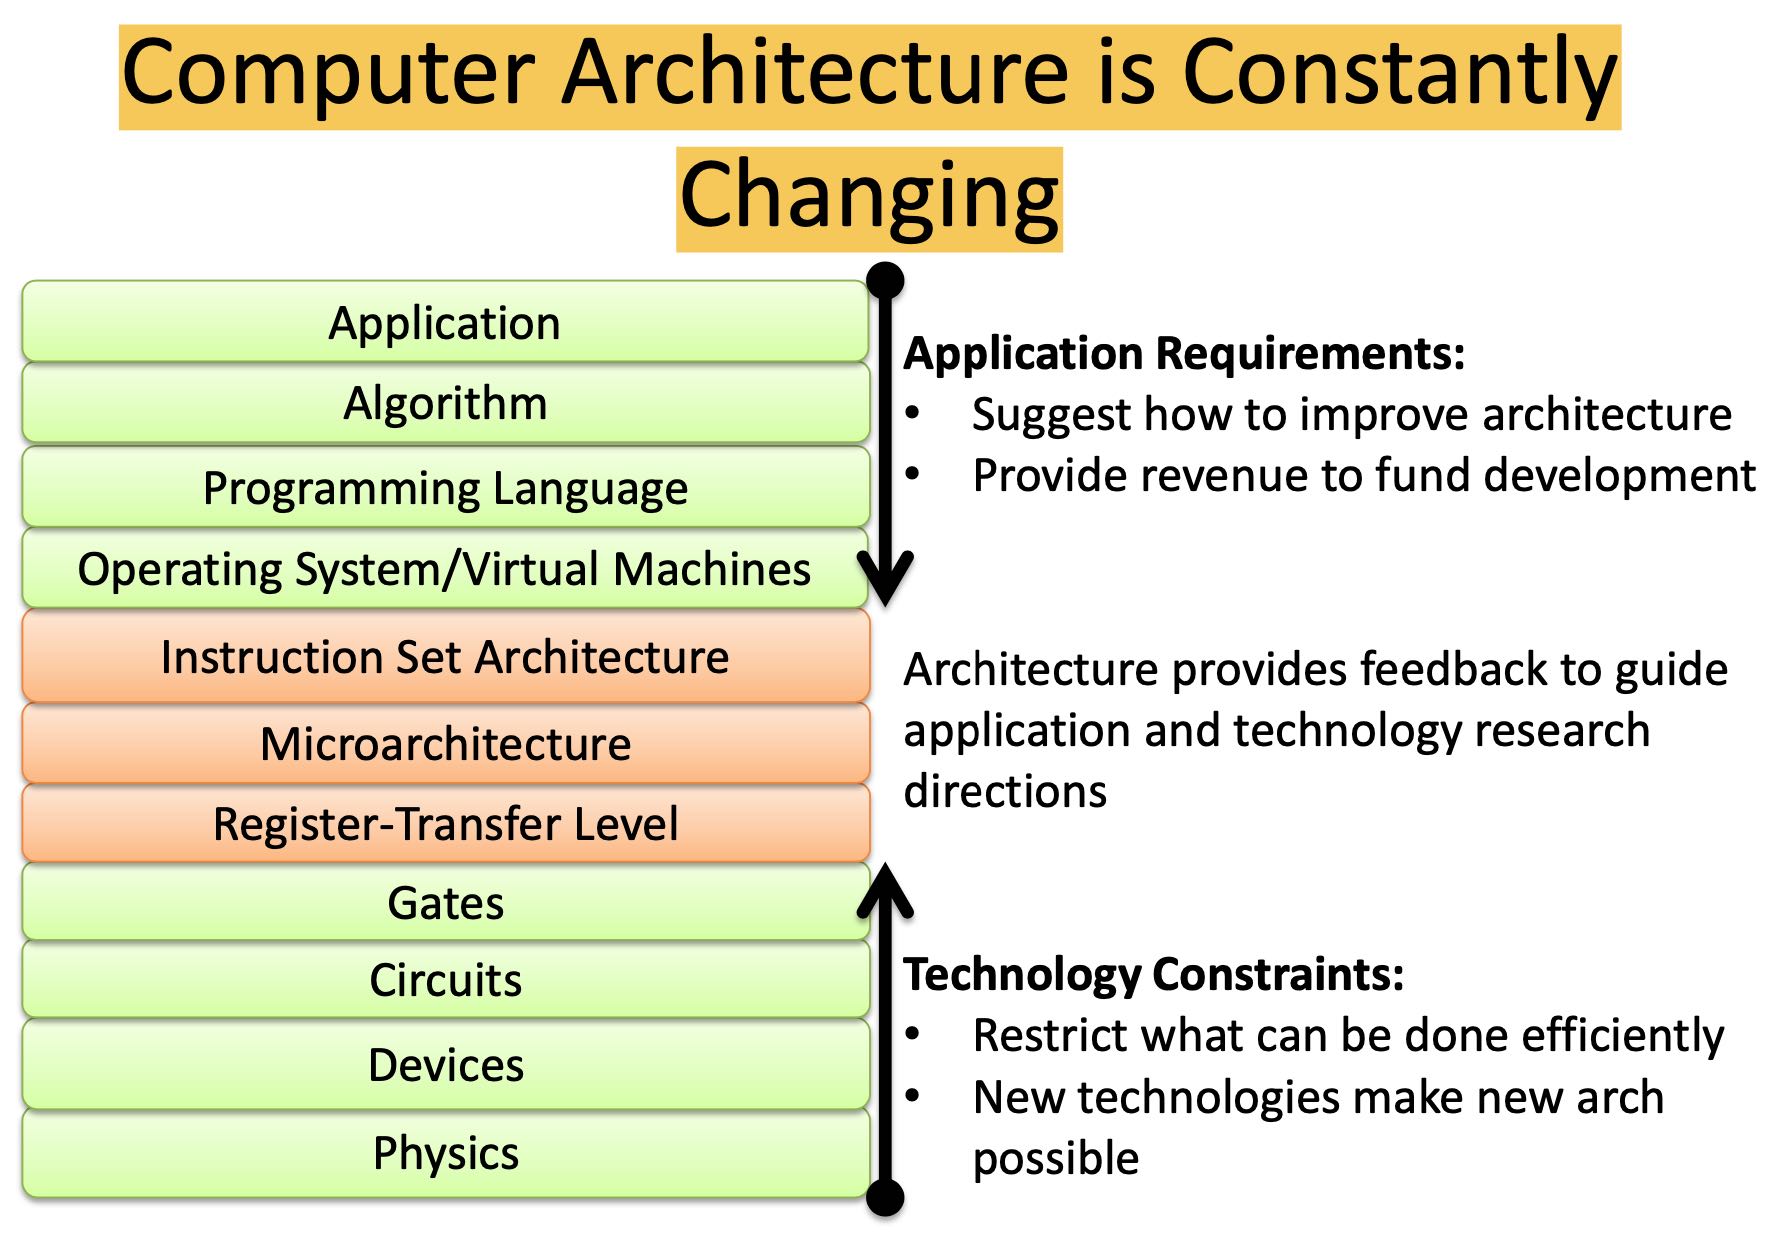 Computer Architecture is Constantly
Changing
Application
Algorithm
Programming Language
Operating System/Virtual Machines
Instruction Set Architecture
Microarchitecture
Register-Transfer Level
Gates
Circuits
Devices
Physics
Application Requirements:
• Suggest how to improve architecture
• Provide revenue to fund development
Architecture provides feedback to guide
application and technology research
directions
Technology Constraints:
• Restrict what can be done efficiently
• New technologies make new arch
possible